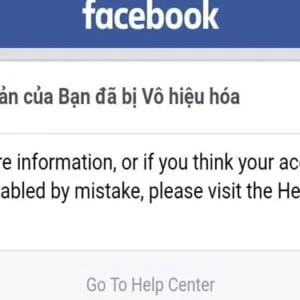 facebook
ản của Bạn đã bị Vô hiệu hóa
re information, or if you think your ac
abled by mistake, please visit the He
Go To Help Center